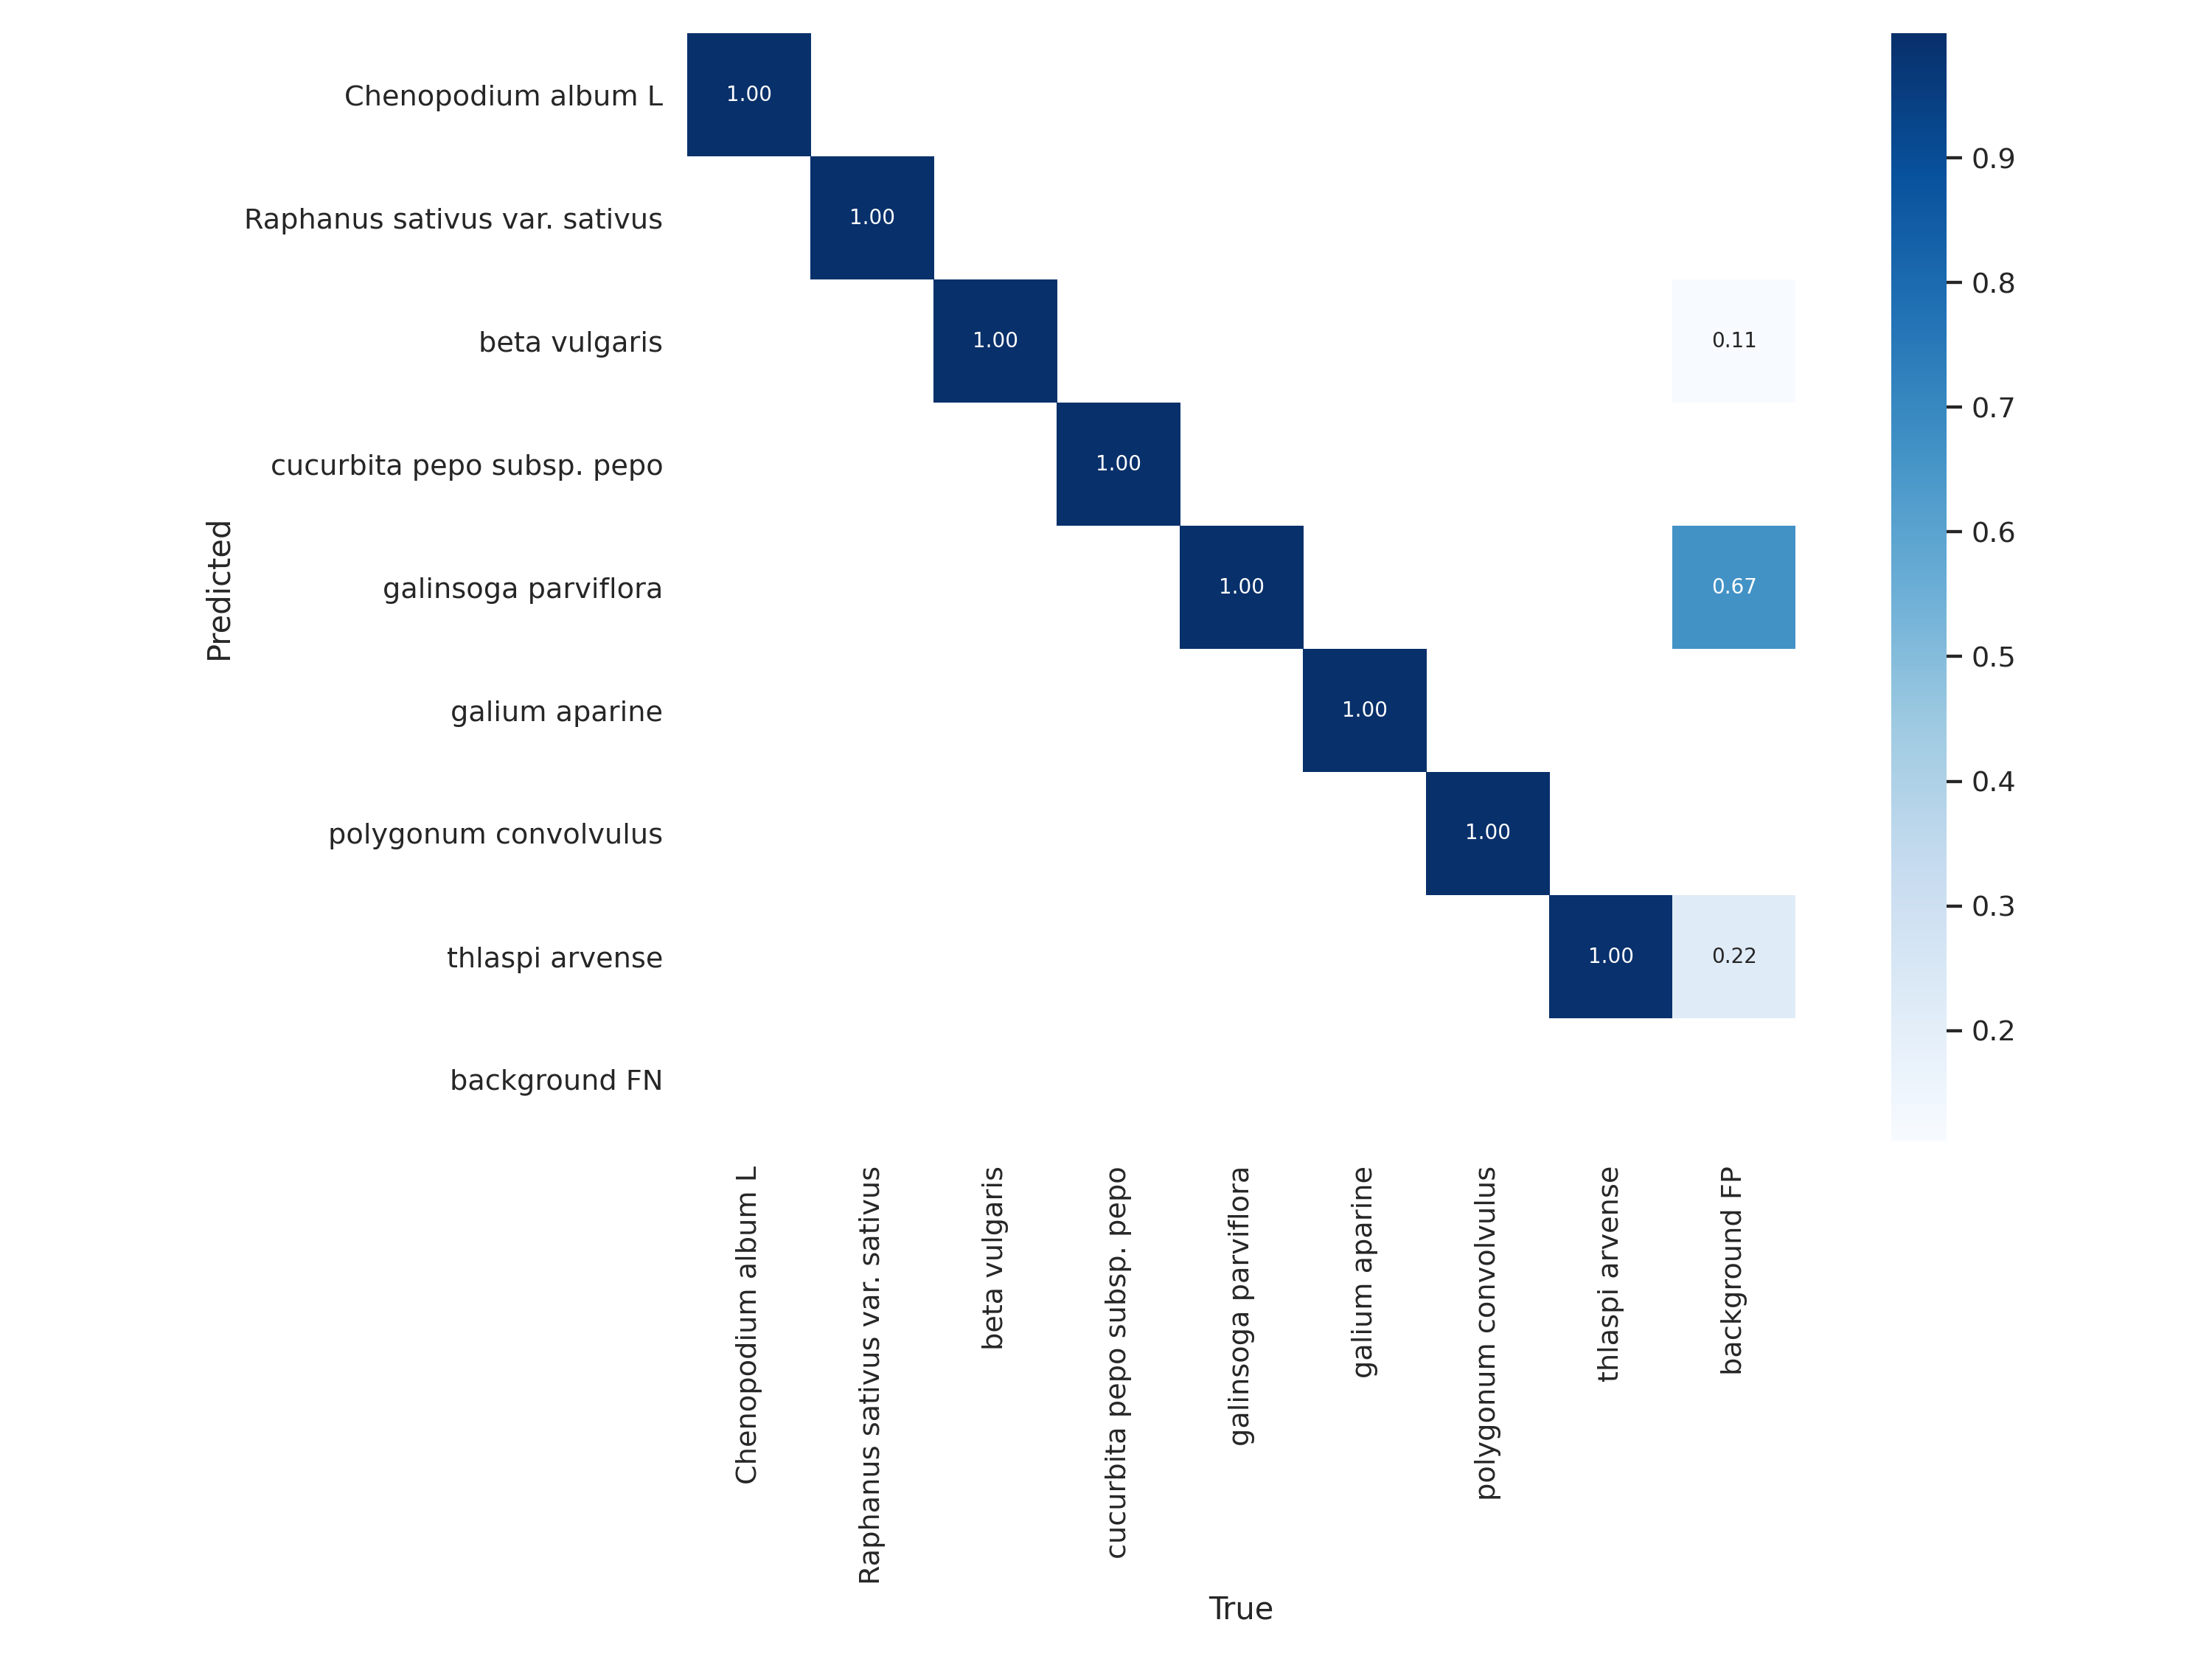 Chenopodium album L
1.00
Raphanus sativus var. sativus
1.00
beta vulgaris
1.00
0.11
cucurbita pepo subsp. pepo
1.00
galinsoga parviflora
1.00
0.67
galium aparine
1.00
polygonum convolvulus
1.00
thlaspi arvense
1.00
0.22
background FN
Predicted
Chenopodium album L
Raphanus sativus var. sativus
beta vulgaris
cucurbita pepo subsp. pepo
galinsoga parviflora
galium aparine
polygonum convolvulus
thlaspi arvense
background FP
True
0.9
0.8
0.7
0.6
0.5
0.4
0.3
0.2